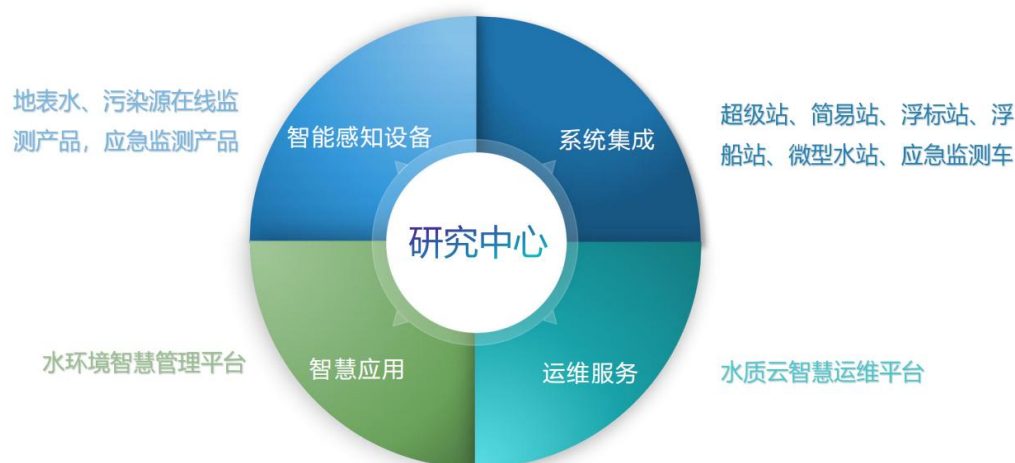 地表水、污染源在线监
测产品，应急监测产品
智能感知设备
系统集成
超级站、简易站、浮标站、浮
船站、微型水站、应急监测车
研究中心
水环境智慧管理平台
智慧应用
运维服务
水质云智慧运维平台